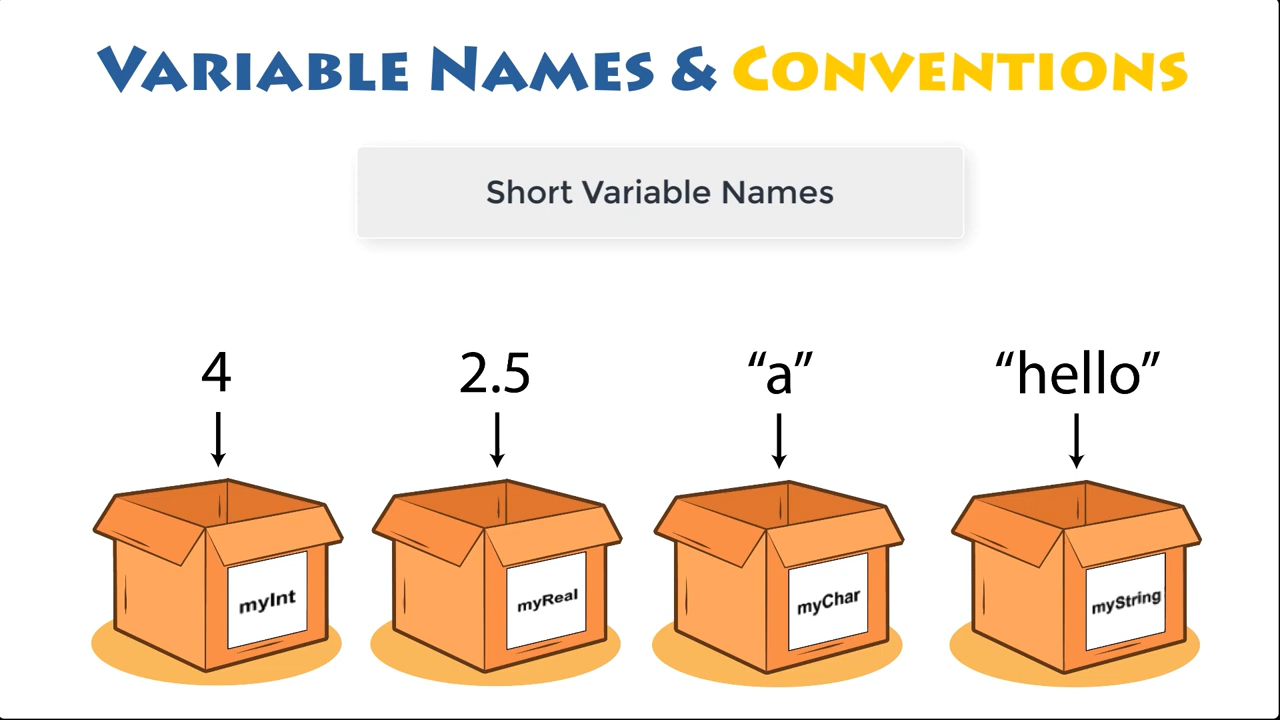 VARIABLE NAMES & CONVENTIONS
Short Variable Names
4 2.5 “a” “hello”
myInt myReal myChar myString